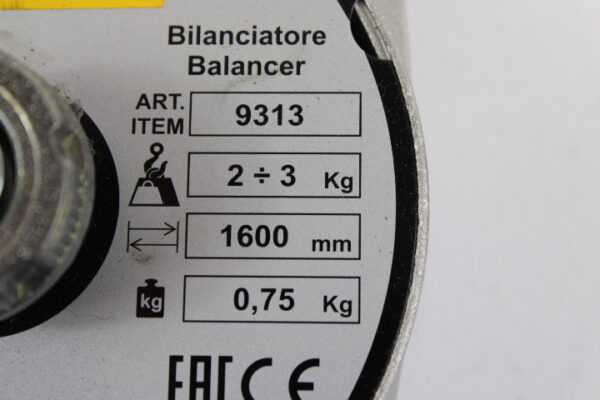 Bilanciatore
Balancer
ART. ITEM 9313
2 ÷ 3 Kg
1600 mm
kg 0,75 Kg
EAC CE